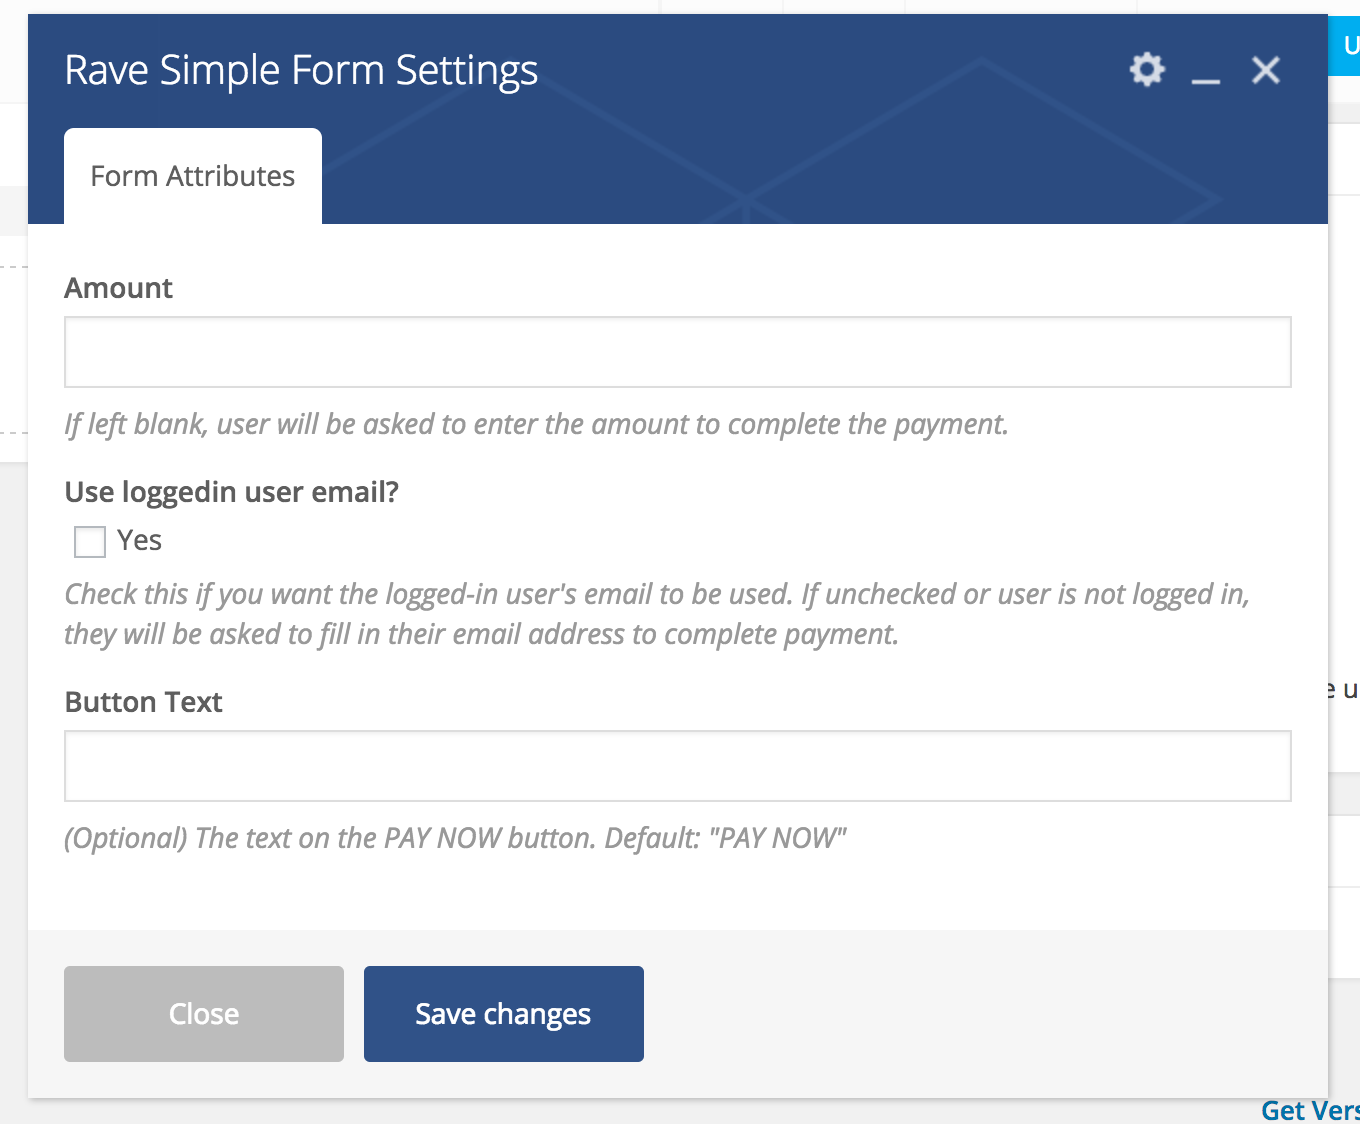 Rave Simple Form Settings
U
Form Attributes
Amount
If left blank, user will be asked to enter the amount to complete the payment.
Use loggedin user email?
Yes
Check this if you want the logged-in user's email to be used. If unchecked or user is not logged in,
they will be asked to fill in their email address to complete payment.
e u
Button Text
(Optional) The text on the PAY NOW button. Default: "PAY NOW"
Close
Save changes
Get Vers